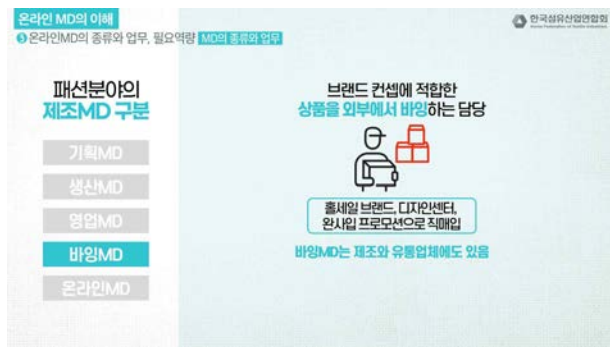 온라인 MD의 이해
한국섬유산업연합회
5 온라인MD의 종류와 업무, 필요역량 MD의 종류와 업무
패션분야의
제조MD 구분
기획MD
생산MD
영업MD
바잉MD
온라인MD
브랜드 컨셉에 적합한
상품을 외부에서 바잉하는 담당
홀세일 브랜드, 디자인센터,
완사입 프로모션으로 직매입
바잉MD는 제조와 유통업체에도 있음